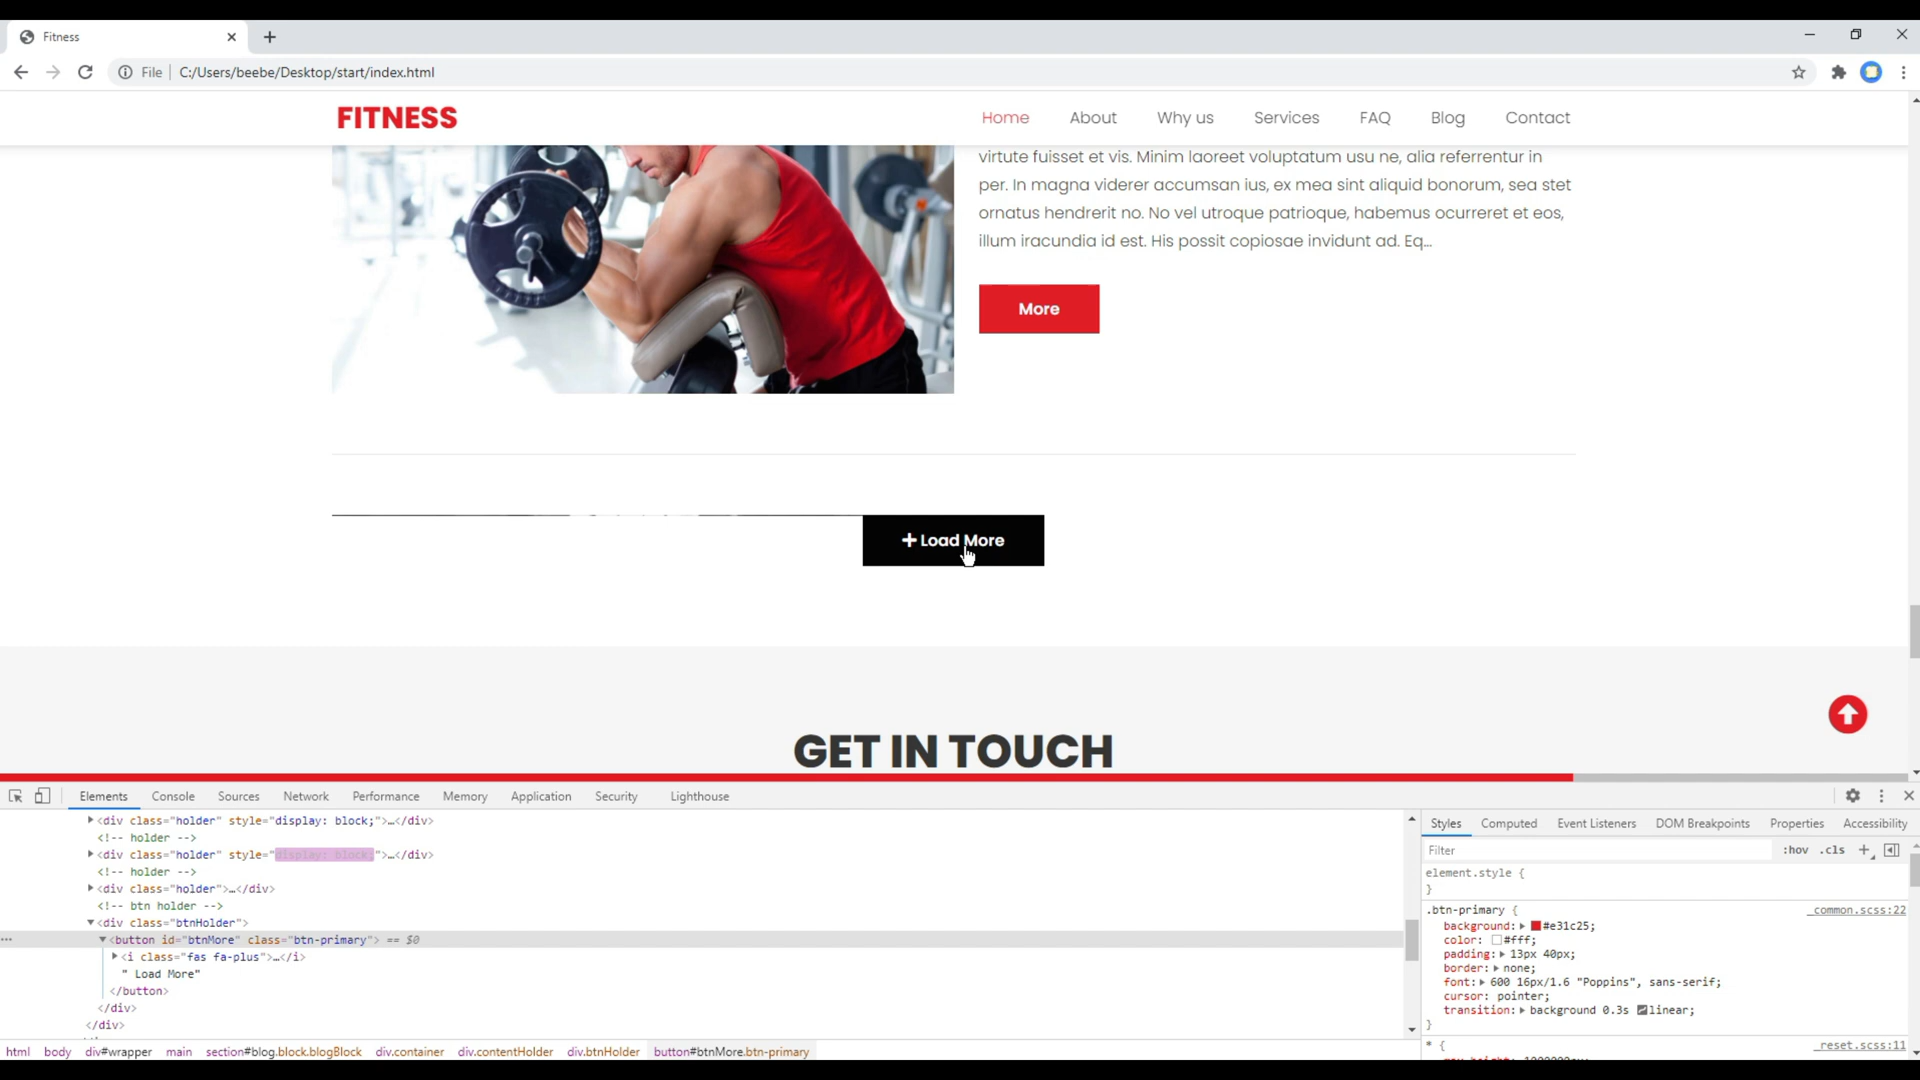 Fitness
File C:/Users/beebe/Desktop/start/index.html
FITNESS Home About Why us Services FAQ Blog Contact
virtute fuisset et vis. Minim laoreet voluptatum usu ne, alia referrentur in
per. In magna viderer accumsan ius, ex mea sint aliquid bonorum, sea stet
ornatus hendrerit no. No vel utroque patrioque, habemus ocurreret et eos,
illum iracundia id est. His possit copiosae invidunt ad. Eq...
More
Load More
GET IN TOUCH
Elements Console Sources Network Performance Memory Application Security Lighthouse
<div class="holder" style="display: block;">…</div>
<!-- holder -->
<div class="holder" style="display: block;">…</div>
<!-- holder -->
<div class="holder">…</div>
<!-- btn holder -->
<div class="btnHolder">
<button id="btnMore" class="btn-primary"> == $0
<i class="fas fa-plus">…</i>
" Load More"
</button>
</div>
</div>
html body div#wrapper main section#blog.block.blogBlock div.container div.contentHolder div.btnHolder button#btnMore.btn-primary
Styles Computed Event Listeners DOM Breakpoints Properties Accessibility
Filter :hov .cls +
element.style {
}
.btn-primary { _common.scss:22
background: #e31c25;
color: #fff;
padding: 13px 40px;
border: none;
font: 600 16px/1.6 "Poppins", sans-serif;
cursor: pointer;
transition: background 0.3s linear;
}
* { _reset.scss:11